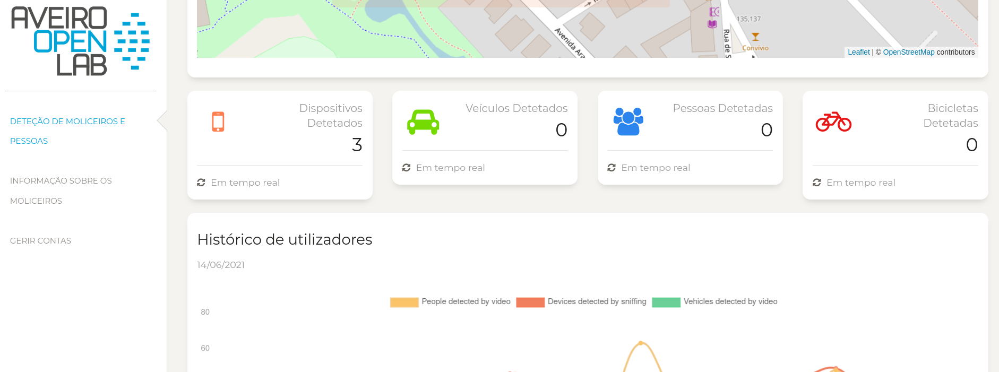 AVEIRO
OPEN
LAB
DETEÇÃO DE MOLICEIROS E
PESSOAS
INFORMAÇÃO SOBRE OS
MOLICEIROS
GERIR CONTAS
135,137
Avenida Ara
Rua de S
Convívio
Leaflet | © OpenStreetMap contributors
Dispositivos
Detetados
3
Em tempo real
Veículos Detetados
0
Em tempo real
Pessoas Detetadas
0
Em tempo real
Bicicletas
Detetadas
0
Em tempo real
Histórico de utilizadores
14/06/2021
People detected by video
Devices detected by sniffing
Vehicles detected by video
80
60